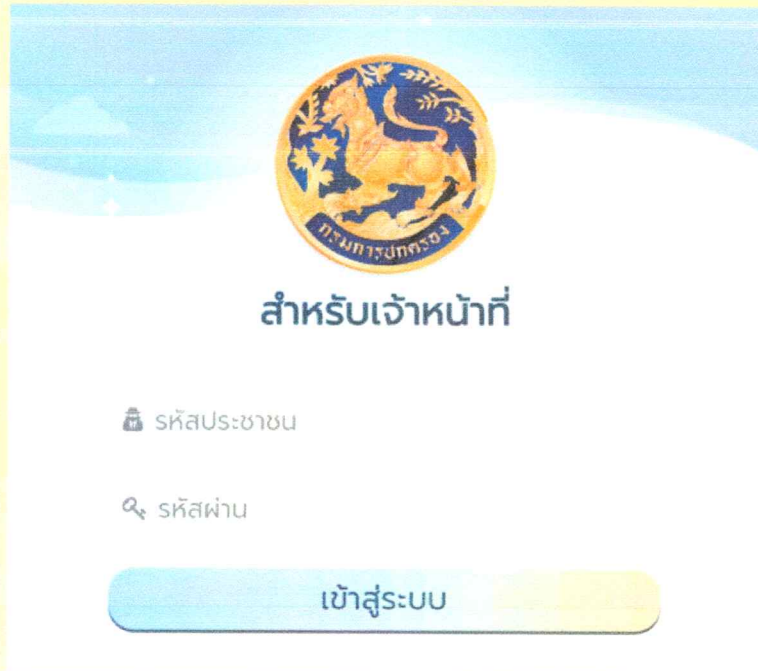 กรมการปกครอง
สำหรับเจ้าหน้าที่
รหัสประชาชน
รหัสผ่าน
เข้าสู่ระบบ